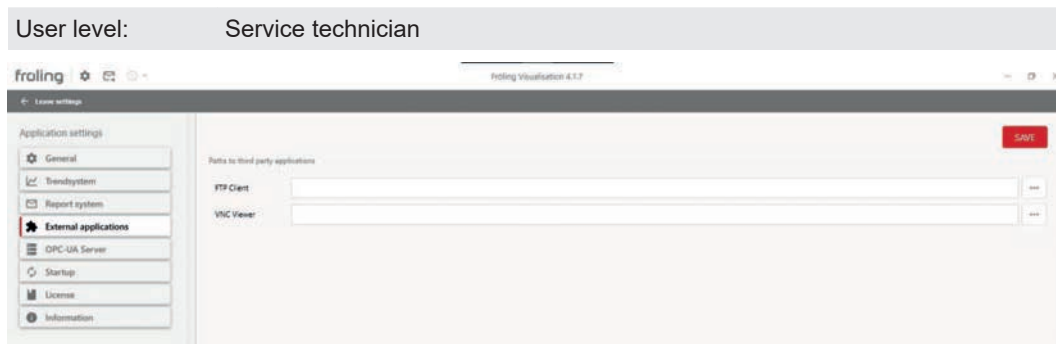 User level: Service technician
froling
Fröling Visualisation 4.1.7
Leave settings
Application settings
SAVE
General
Paths to third party applications
Trendsystem
FTP Client
Report system
VNC Viewer
External applications
OPC-UA Server
Startup
License
Information